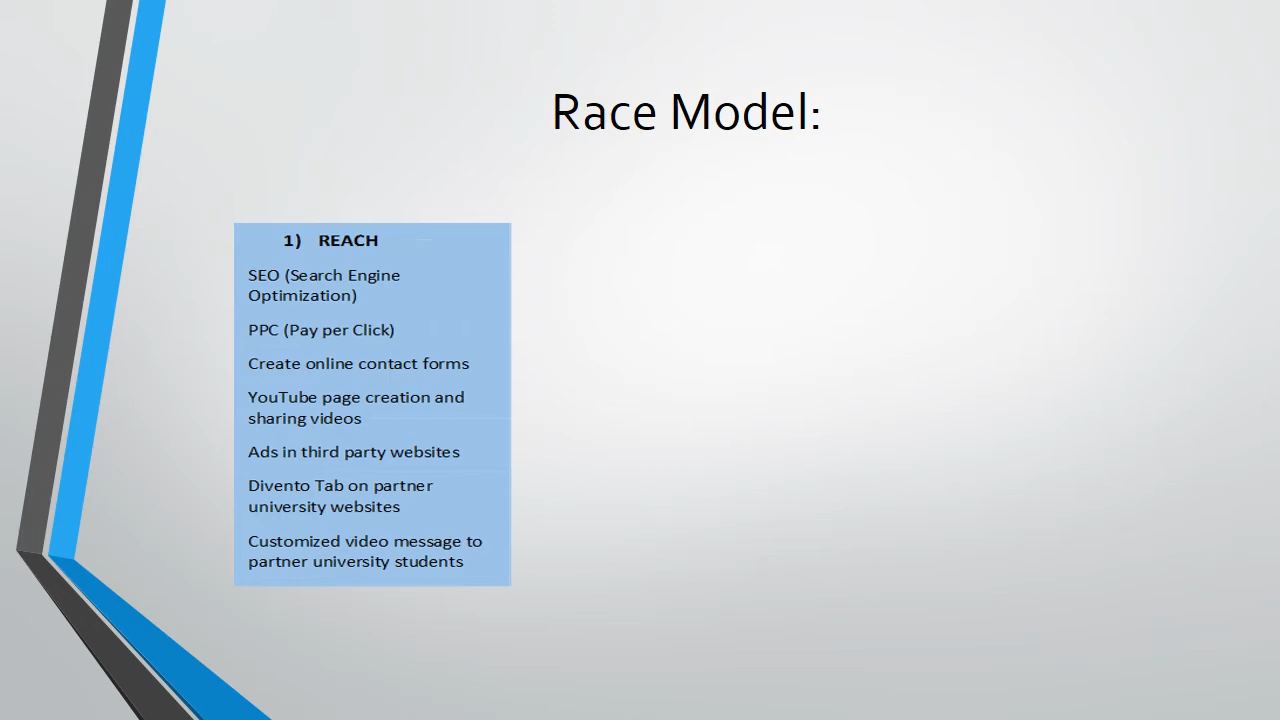 Race Model:
1) REACH
SEO (Search Engine
Optimization)
PPC (Pay per Click)
Create online contact forms
YouTube page creation and
sharing videos
Ads in third party websites
Divento Tab on partner
university websites
Customized video message to
partner university students